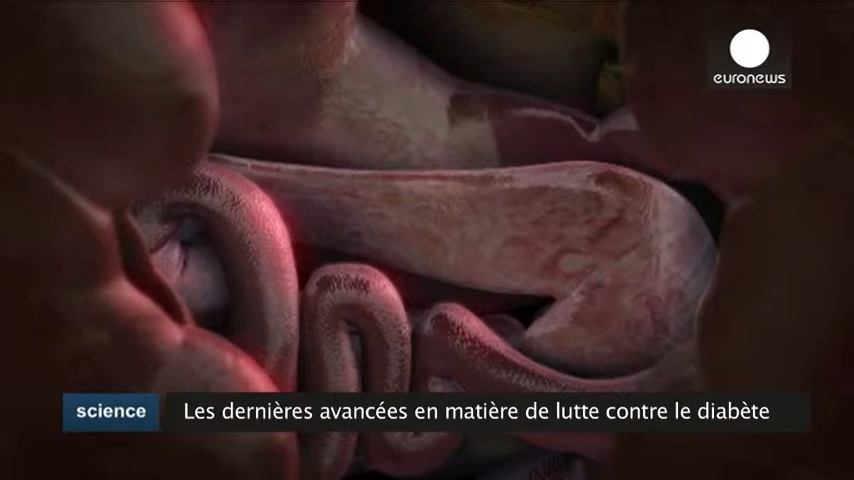 euronews
science
Les dernières avancées en matière de lutte contre le diabète